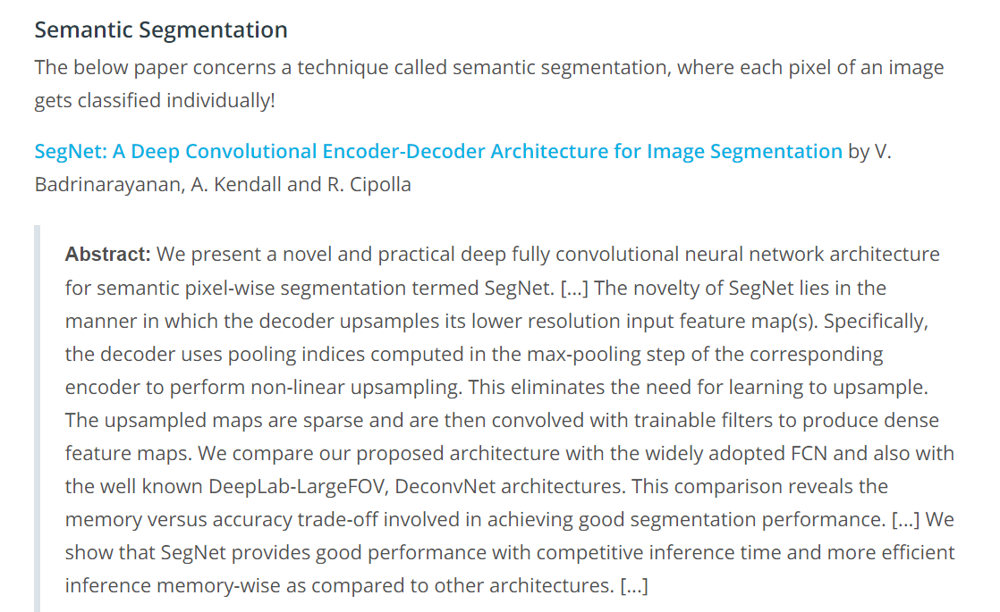 Semantic Segmentation
The below paper concerns a technique called semantic segmentation, where each pixel of an image
gets classified individually!
SegNet: A Deep Convolutional Encoder-Decoder Architecture for Image Segmentation by V.
Badrinarayanan, A. Kendall and R. Cipolla
Abstract: We present a novel and practical deep fully convolutional neural network architecture
for semantic pixel-wise segmentation termed SegNet. [...] The novelty of SegNet lies in the
manner in which the decoder upsamples its lower resolution input feature map(s). Specifically,
the decoder uses pooling indices computed in the max-pooling step of the corresponding
encoder to perform non-linear upsampling. This eliminates the need for learning to upsample.
The upsampled maps are sparse and are then convolved with trainable filters to produce dense
feature maps. We compare our proposed architecture with the widely adopted FCN and also with
the well known DeepLab-LargeFOV, DeconvNet architectures. This comparison reveals the
memory versus accuracy trade-off involved in achieving good segmentation performance. [...] We
show that SegNet provides good performance with competitive inference time and more efficient
inference memory-wise as compared to other architectures. [...]